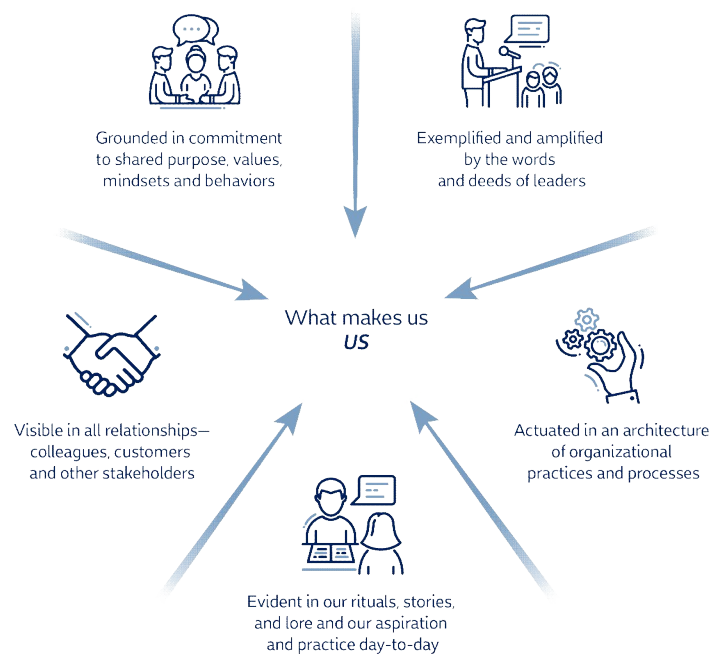 Grounded in commitment
to shared purpose, values,
mindsets and behaviors
Exemplified and amplified
by the words
and deeds of leaders
What makes us
US
Visible in all relationships—
colleagues, customers
and other stakeholders
Actuated in an architecture
of organizational
practices and processes
Evident in our rituals, stories,
and lore and our aspiration
and practice day-to-day